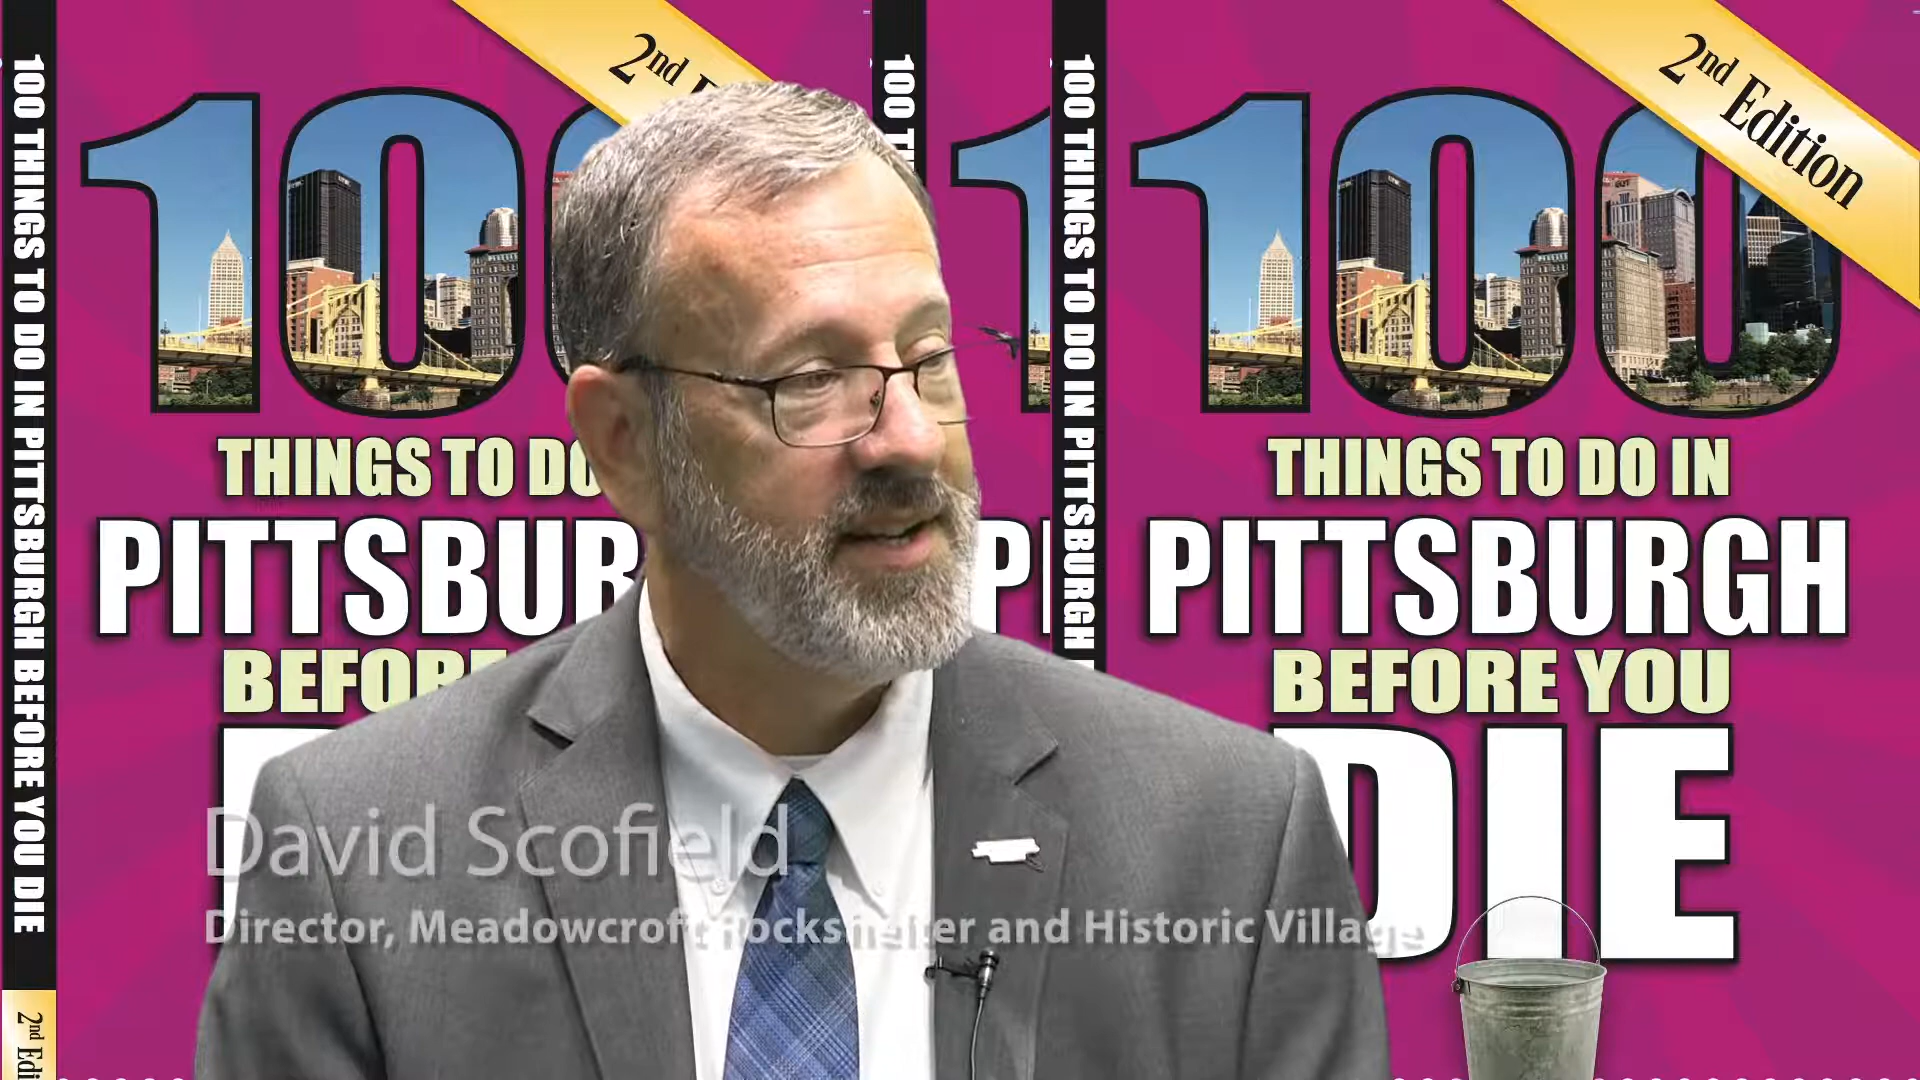 100 THINGS TO DO IN PITTSBURGH BEFORE YOU DIE
2nd Edi
2nd E
100
THINGS TO DO
PITTSBUR
BEFOR
100 T
1
P
100 THINGS TO DO IN PITTSBURGH
2nd Edition
100
THINGS TO DO IN
PITTSBURGH
BEFORE YOU
DIE
David Scofield
Director, Meadowcroft Rockshelter and Historic Village